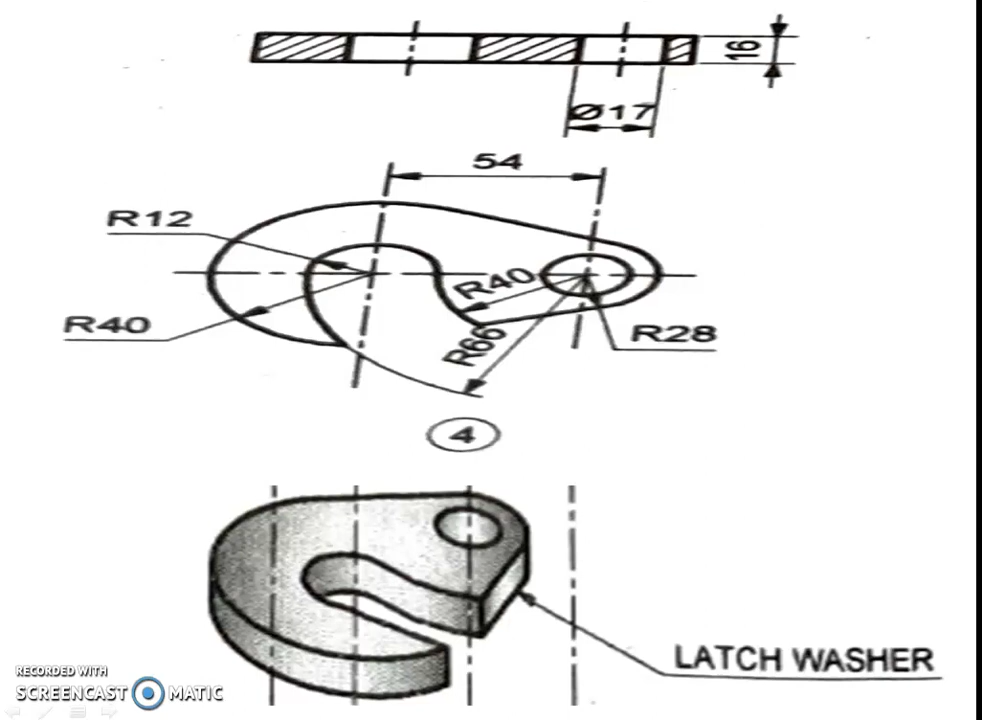 16
Ø17
54
R12
R40
R40
R66
R28
4
LATCH WASHER
RECORDED WITH
SCREENCAST MATIC